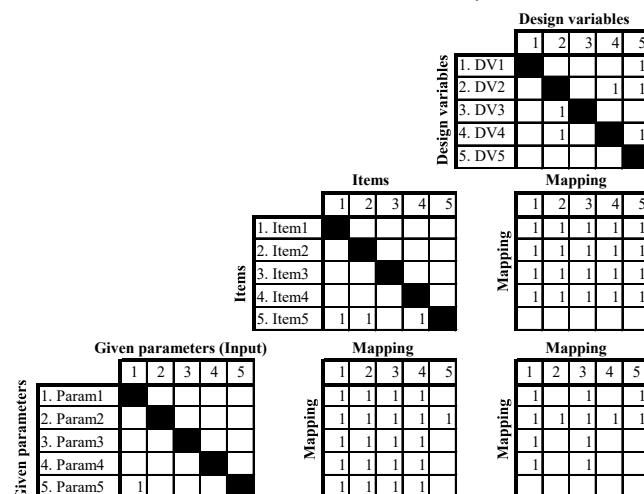 Design variables
1 2 3 4 5
Design variables
1. DV1 1
2. DV2 1 1
3. DV3 1
4. DV4 1 1
5. DV5
Items
1 2 3 4 5
Items
1. Item1
2. Item2
3. Item3
4. Item4
5. Item5 1 1 1
Mapping
1 2 3 4 5
Mapping
1 1 1 1 1
1 1 1 1 1
1 1 1 1 1
1 1 1 1 1
Given parameters (Input)
1 2 3 4 5
Given parameters
1. Param1
2. Param2
3. Param3
4. Param4
5. Param5 1
Mapping
1 2 3 4 5
Mapping
1 1 1 1
1 1 1 1 1
1 1 1 1
1 1 1 1
1 1 1 1
Mapping
1 2 3 4 5
Mapping
1 1 1
1 1 1 1 1
1 1
1 1